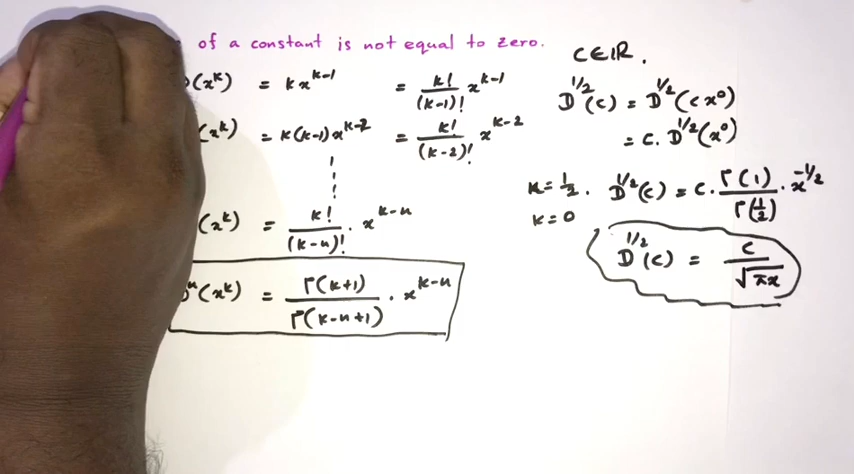 of a constant is not equal to zero.
(x^k) = k x^{k-1} = k!/(k-1)! x^{k-1}
(x^k) = k(k-1) x^{k-2} = k!/(k-2)! x^{k-2}
(x^k) = k!/(k-n)! · x^{k-n}
D^n(x^k) = Γ(k+1)/Γ(k-n+1) · x^{k-n}
C∈ℝ.
D^{1/2}(c) = D^{1/2}(c x^0)
= c. D^{1/2}(x^0)
n = 1/2. D^{1/2}(c) = c. Γ(1)/Γ(1/2) · x^{-1/2}
k = 0
D^{1/2}(c) = c/√(πx)